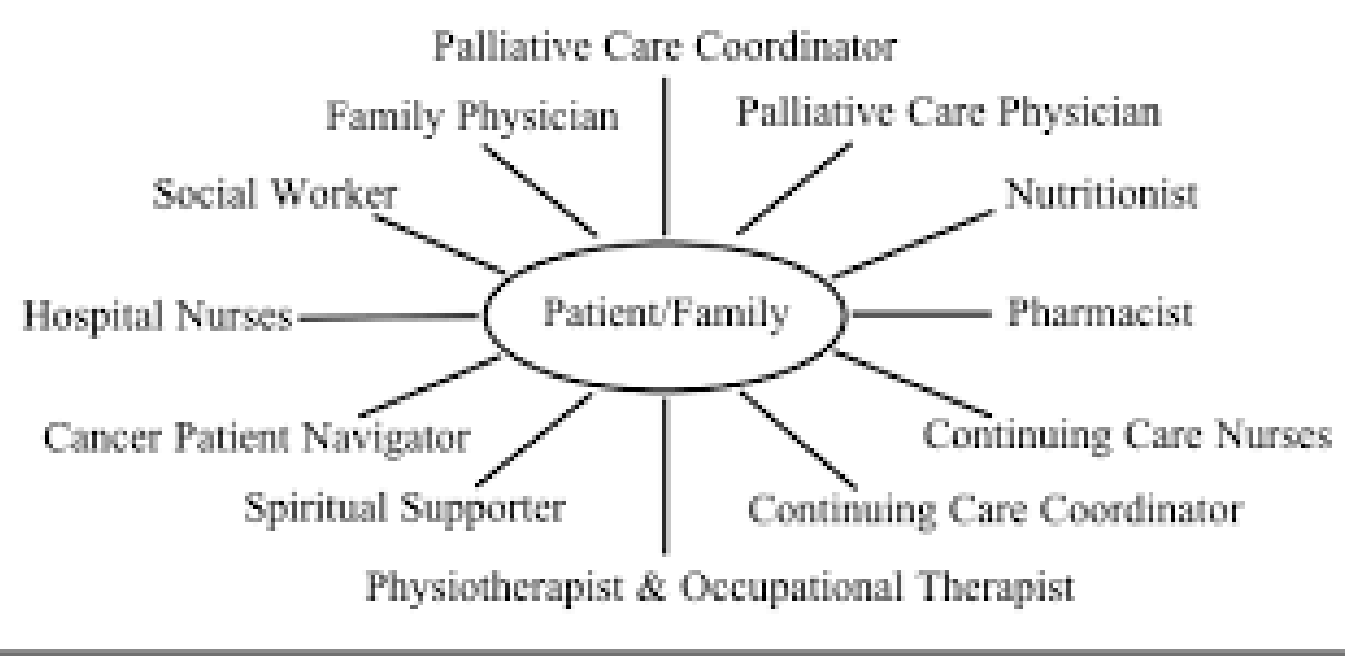 Palliative Care Coordinator
Family Physician
Palliative Care Physician
Social Worker
Nutritionist
Hospital Nurses
Patient/Family
Pharmacist
Cancer Patient Navigator
Continuing Care Nurses
Spiritual Supporter
Continuing Care Coordinator
Physiotherapist & Occupational Therapist